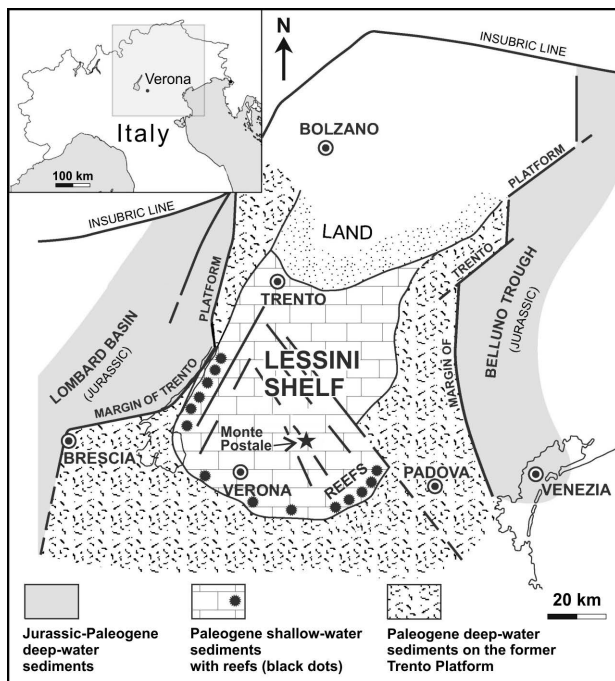 Verona
Italy
100 km
N
INSUBRIC LINE
BOLZANO
PLATFORM
INSUBRIC LINE
LAND
TRENTO
TRENTO
PLATFORM
LOMBARD BASIN
(JURASSIC)
BELLUNO TROUGH
(JURASSIC)
MARGIN OF TRENTO
MARGIN OF
LESSINI
SHELF
Monte
Postale
BRESCIA
VERONA
REEFS
PADOVA
VENEZIA
20 km
Jurassic-Paleogene
deep-water
sediments
Paleogene shallow-water
sediments
with reefs (black dots)
Paleogene deep-water
sediments on the former
Trento Platform